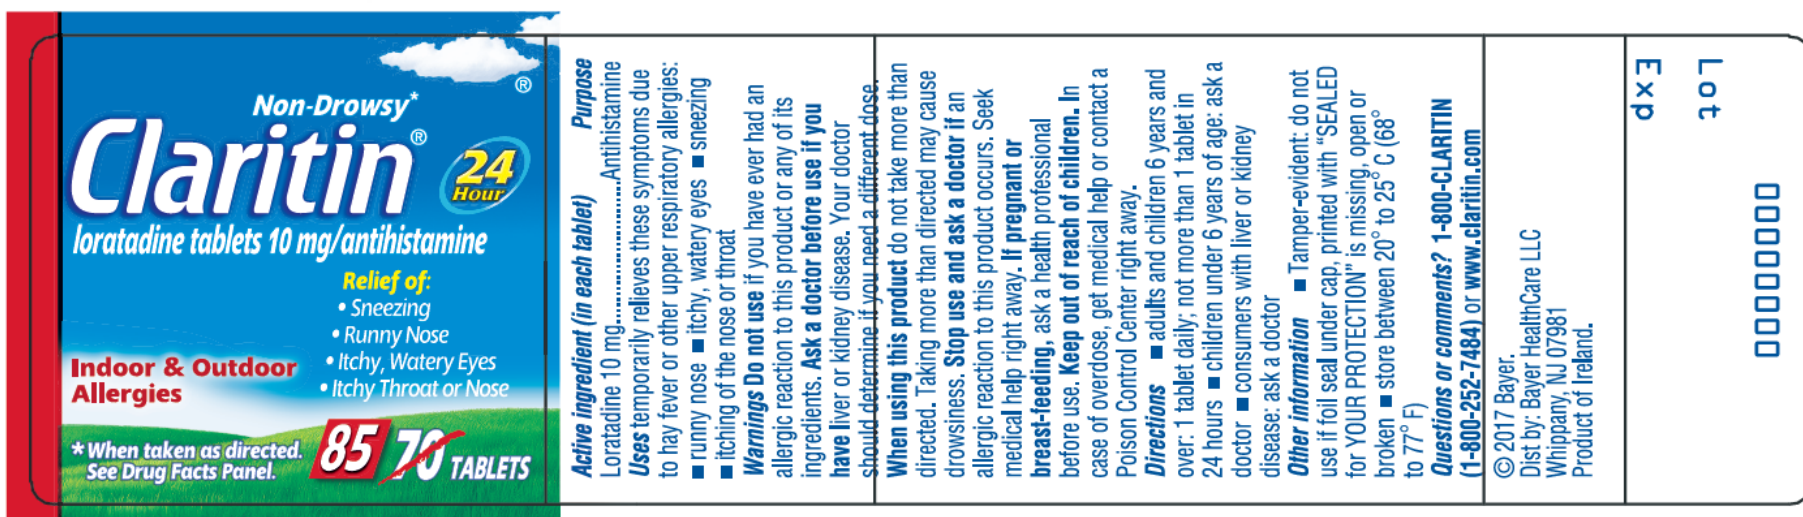 ®
Non-Drowsy*
Claritin®
24
Hour
loratadine tablets 10 mg/antihistamine
Relief of:
• Sneezing
• Runny Nose
• Itchy, Watery Eyes
• Itchy Throat or Nose
Indoor & Outdoor
Allergies
* When taken as directed.
See Drug Facts Panel.
85 70 TABLETS
Active ingredient (in each tablet) Purpose
Loratadine 10 mg..............................Antihistamine
Uses temporarily relieves these symptoms due
to hay fever or other upper respiratory allergies:
■ runny nose ■ itchy, watery eyes ■ sneezing
■ itching of the nose or throat
Warnings Do not use if you have ever had an
allergic reaction to this product or any of its
ingredients. Ask a doctor before use if you
have liver or kidney disease. Your doctor
should determine if you need a different dose.
When using this product do not take more than
directed. Taking more than directed may cause
drowsiness. Stop use and ask a doctor if an
allergic reaction to this product occurs. Seek
medical help right away. If pregnant or
breast-feeding, ask a health professional
before use. Keep out of reach of children. In
case of overdose, get medical help or contact a
Poison Control Center right away.
Directions ■ adults and children 6 years and
over: 1 tablet daily; not more than 1 tablet in
24 hours ■ children under 6 years of age: ask a
doctor ■ consumers with liver or kidney
disease: ask a doctor
Other information ■ Tamper-evident: do not
use if foil seal under cap, printed with “SEALED
for YOUR PROTECTION” is missing, open or
broken ■ store between 20° to 25° C (68°
to 77° F)
Questions or comments? 1-800-CLARITIN
(1-800-252-7484) or www.claritin.com
© 2017 Bayer.
Dist by: Bayer HealthCare LLC
Whippany, NJ 07981
Product of Ireland.
Exp
Lot
00000000